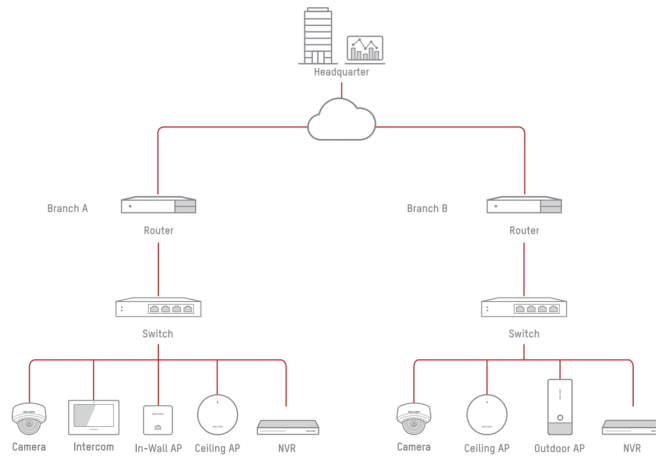 Headquarter
Branch A
Router
Branch B
Router
Switch
Switch
Camera
Intercom
In-Wall AP
Ceiling AP
NVR
Camera
Ceiling AP
Outdoor AP
NVR